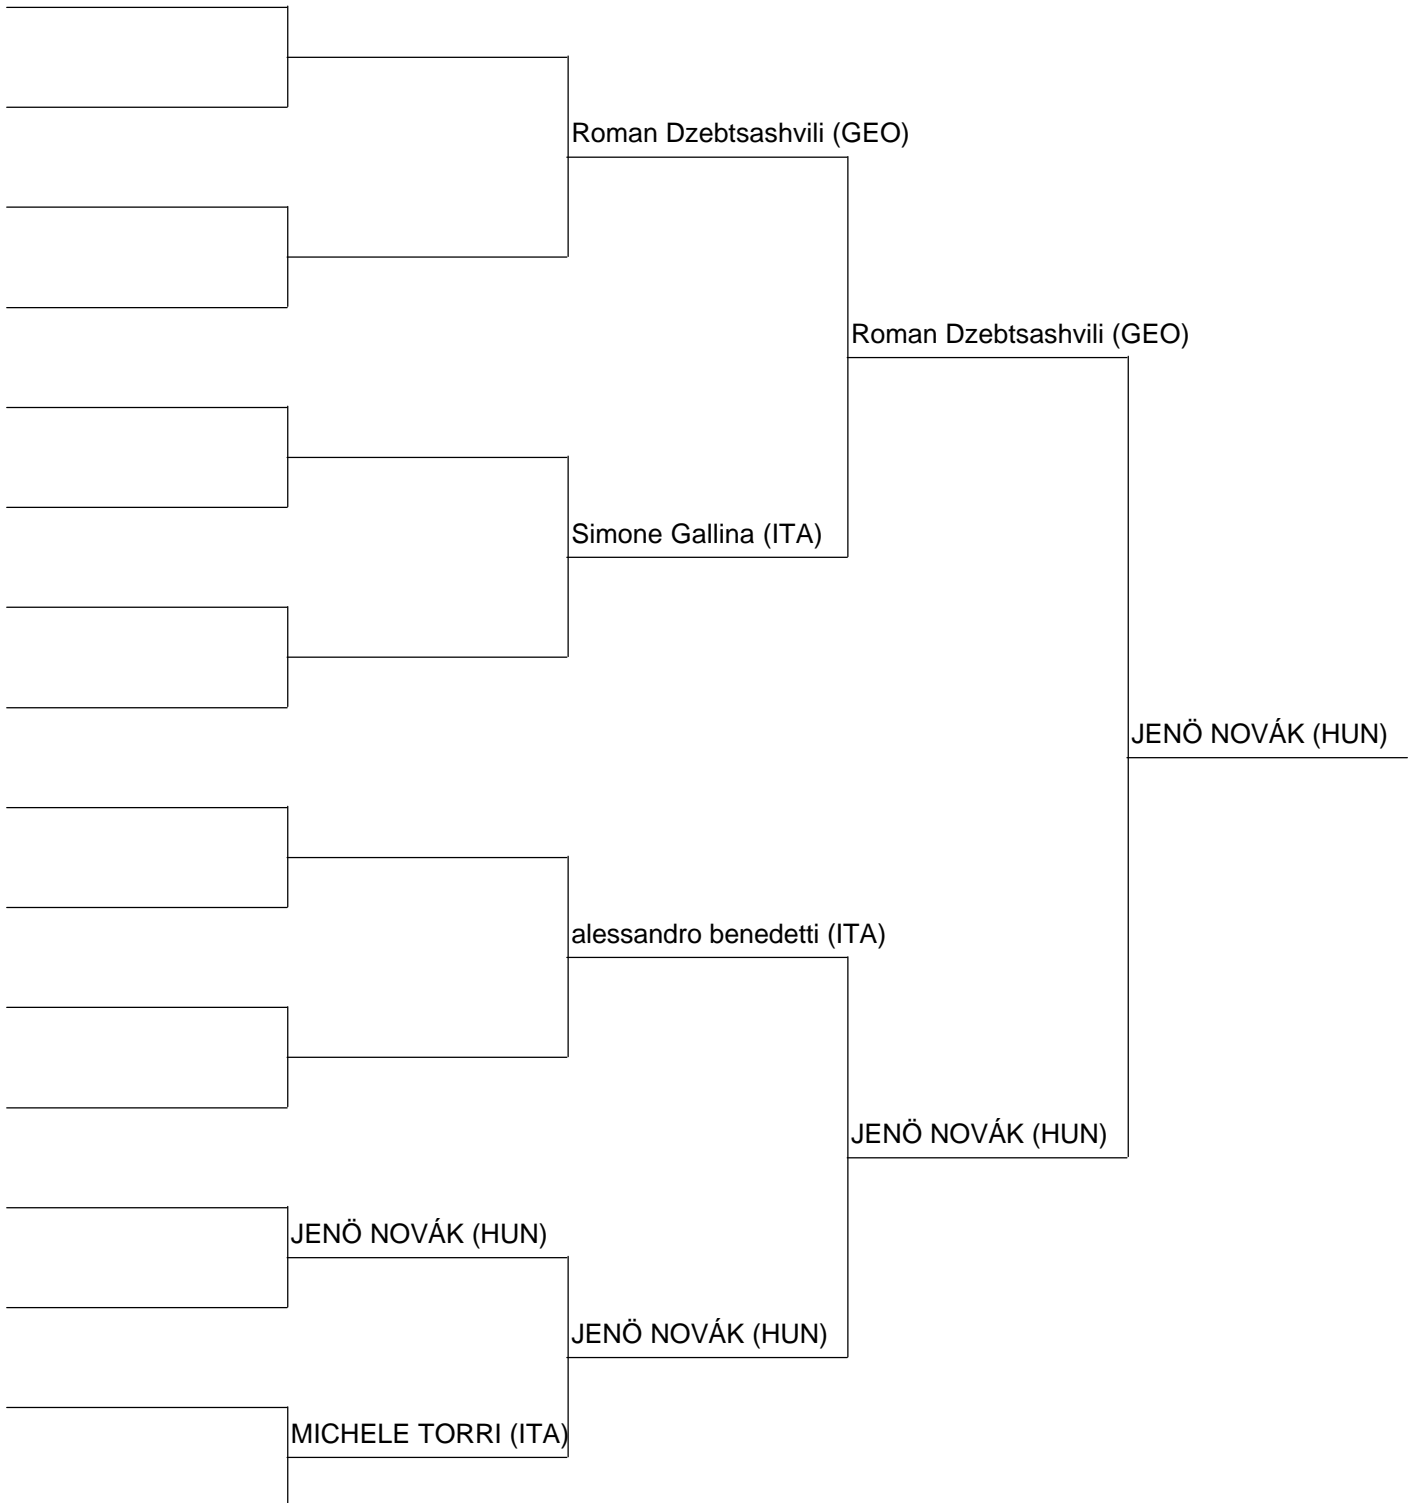 Roman Dzebtsashvili (GEO)
Roman Dzebtsashvili (GEO)
Simone Gallina (ITA)
JENÖ NOVÁK (HUN)
alessandro benedetti (ITA)
JENÖ NOVÁK (HUN)
JENÖ NOVÁK (HUN)
JENÖ NOVÁK (HUN)
MICHELE TORRI (ITA)